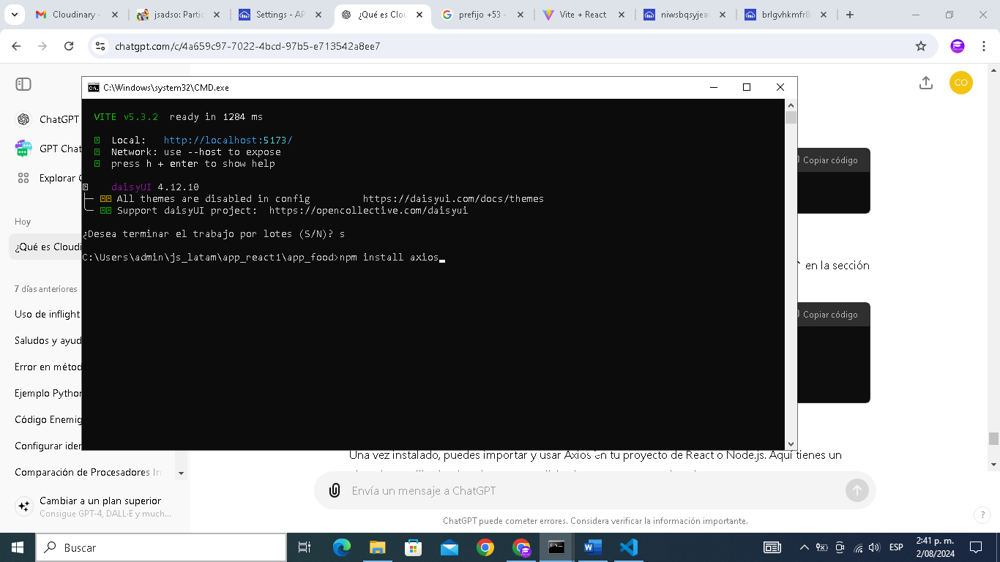 Cloudinary -
jsadso: Partic
Settings - AP
¿Qué es Clou
prefijo +53 -
Vite + React
niwsbqsyjeav
brlgvhkmfr8
chatgpt.com/c/4a659c97-7022-4bcd-97b5-e713542a8ee7
CO
C:\Windows\system32\CMD.exe
ChatGPT
GPT Chat
Explorar G
Hoy
¿Qué es Cloudi
7 días anteriores
Uso de inflight
Saludos y ayud
Error en métod
Ejemplo Python
Código Enemig
Configurar iden
Comparación de Procesadores In
Cambiar a un plan superior
Consigue GPT-4, DALL·E y much...
VITE v5.3.2 ready in 1284 ms
Local: http://localhost:5173/
Network: use --host to expose
press h + enter to show help
daisyUI 4.12.10
All themes are disabled in config https://daisyui.com/docs/themes
Support daisyUI project: https://opencollective.com/daisyui
¿Desea terminar el trabajo por lotes (S/N)? s
C:\Users\admin\js_latam\app_react1\app_food>npm install axios_
Copiar código
en la sección
Copiar código
Una vez instalado, puedes importar y usar Axios en tu proyecto de React o Node.js. Aquí tienes un
Envía un mensaje a ChatGPT
ChatGPT puede cometer errores. Considera verificar la información importante.
?
Buscar
ESP
2:41 p. m.
2/08/2024